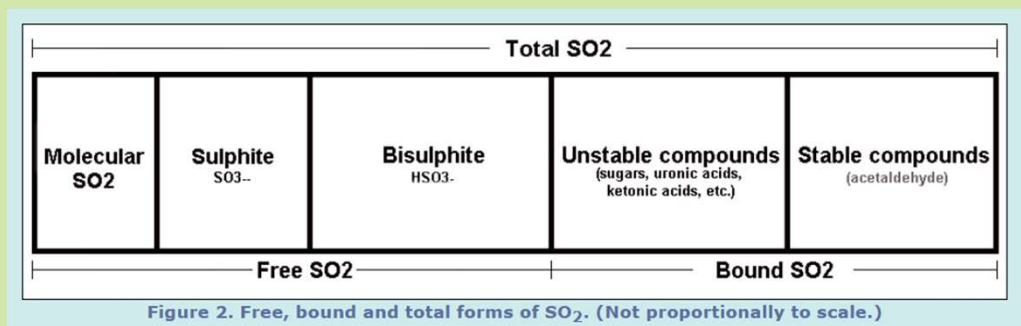 Total SO2
Molecular
SO2
Sulphite
SO3--
Bisulphite
HSO3-
Unstable compounds
(sugars, uronic acids,
ketonic acids, etc.)
Stable compounds
(acetaldehyde)
Free SO2
Bound SO2
Figure 2. Free, bound and total forms of SO₂. (Not proportionally to scale.)